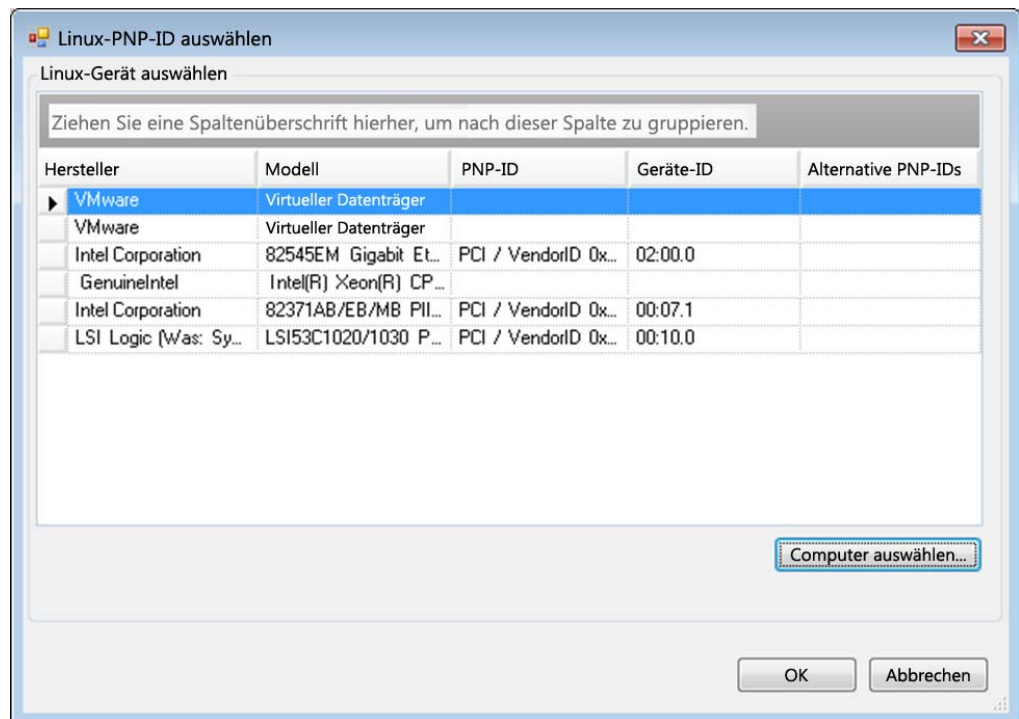 Linux-PNP-ID auswählen
Linux-Gerät auswählen
Ziehen Sie eine Spaltenüberschrift hierher, um nach dieser Spalte zu gruppieren.
Hersteller Modell PNP-ID Geräte-ID Alternative PNP-IDs
VMware Virtueller Datenträger
VMware Virtueller Datenträger
Intel Corporation 82545EM Gigabit Et... PCI / VendorID 0x... 02:00.0
GenuineIntel Intel(R) Xeon(R) CP...
Intel Corporation 82371AB/EB/MB PII... PCI / VendorID 0x... 00:07.1
LSI Logic (Was: Sy... LSI53C1020/1030 P... PCI / VendorID 0x... 00:10.0
Computer auswählen...
OK Abbrechen